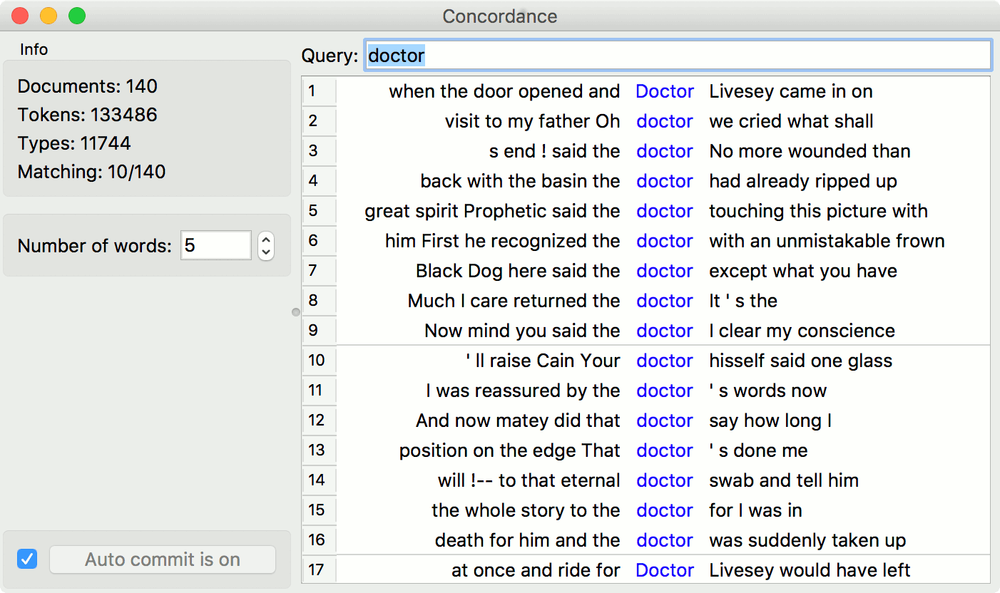 Concordance
Info
Documents: 140
Tokens: 133486
Types: 11744
Matching: 10/140
Number of words: 5
Auto commit is on
Query: doctor
1 when the door opened and Doctor Livesey came in on
2 visit to my father Oh doctor we cried what shall
3 s end ! said the doctor No more wounded than
4 back with the basin the doctor had already ripped up
5 great spirit Prophetic said the doctor touching this picture with
6 him First he recognized the doctor with an unmistakable frown
7 Black Dog here said the doctor except what you have
8 Much I care returned the doctor It ' s the
9 Now mind you said the doctor I clear my conscience
10 ' ll raise Cain Your doctor hisself said one glass
11 I was reassured by the doctor ' s words now
12 And now matey did that doctor say how long I
13 position on the edge That doctor ' s done me
14 will !-- to that eternal doctor swab and tell him
15 the whole story to the doctor for I was in
16 death for him and the doctor was suddenly taken up
17 at once and ride for Doctor Livesey would have left